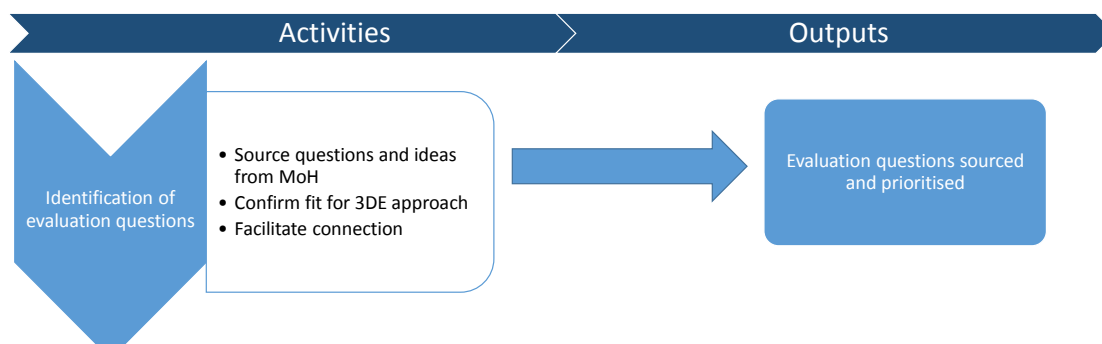 Activities
Outputs
Identification of
evaluation questions
• Source questions and ideas
from MoH
• Confirm fit for 3DE approach
• Facilitate connection
Evaluation questions sourced
and prioritised